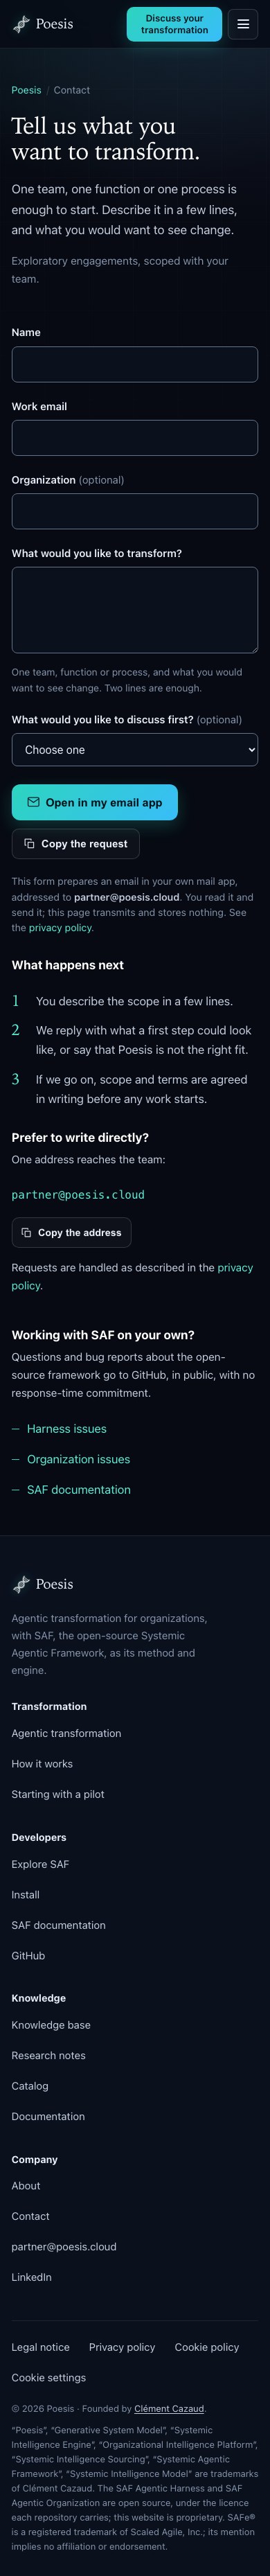 Poesis
Discuss your
transformation
Poesis / Contact
Tell us what you
want to transform.
One team, one function or one process is
enough to start. Describe it in a few lines,
and what you would want to see change.
Exploratory engagements, scoped with your
team.
Name
Work email
Organization (optional)
What would you like to transform?
One team, function or process, and what you would
want to see change. Two lines are enough.
What would you like to discuss first? (optional)
Choose one
Open in my email app
Copy the request
This form prepares an email in your own mail app,
addressed to partner@poesis.cloud. You read it and
send it; this page transmits and stores nothing. See
the privacy policy.
What happens next
1 You describe the scope in a few lines.
2 We reply with what a first step could look
like, or say that Poesis is not the right fit.
3 If we go on, scope and terms are agreed
in writing before any work starts.
Prefer to write directly?
One address reaches the team:
partner@poesis.cloud
Copy the address
Requests are handled as described in the privacy
policy.
Working with SAF on your own?
Questions and bug reports about the open-
source framework go to GitHub, in public, with no
response-time commitment.
— Harness issues
— Organization issues
— SAF documentation
Poesis
Agentic transformation for organizations,
with SAF, the open-source Systemic
Agentic Framework, as its method and
engine.
Transformation
Agentic transformation
How it works
Starting with a pilot
Developers
Explore SAF
Install
SAF documentation
GitHub
Knowledge
Knowledge base
Research notes
Catalog
Documentation
Company
About
Contact
partner@poesis.cloud
LinkedIn
Legal notice Privacy policy Cookie policy
Cookie settings
© 2026 Poesis · Founded by Clément Cazaud.
“Poesis”, “Generative System Model”, “Systemic
Intelligence Engine”, “Organizational Intelligence Platform”,
“Systemic Intelligence Sourcing”, “Systemic Agentic
Framework”, “Systemic Intelligence Model” are trademarks
of Clément Cazaud. The SAF Agentic Harness and SAF
Agentic Organization are open source, under the licence
each repository carries; this website is proprietary. SAFe®
is a registered trademark of Scaled Agile, Inc.; its mention
implies no affiliation or endorsement.